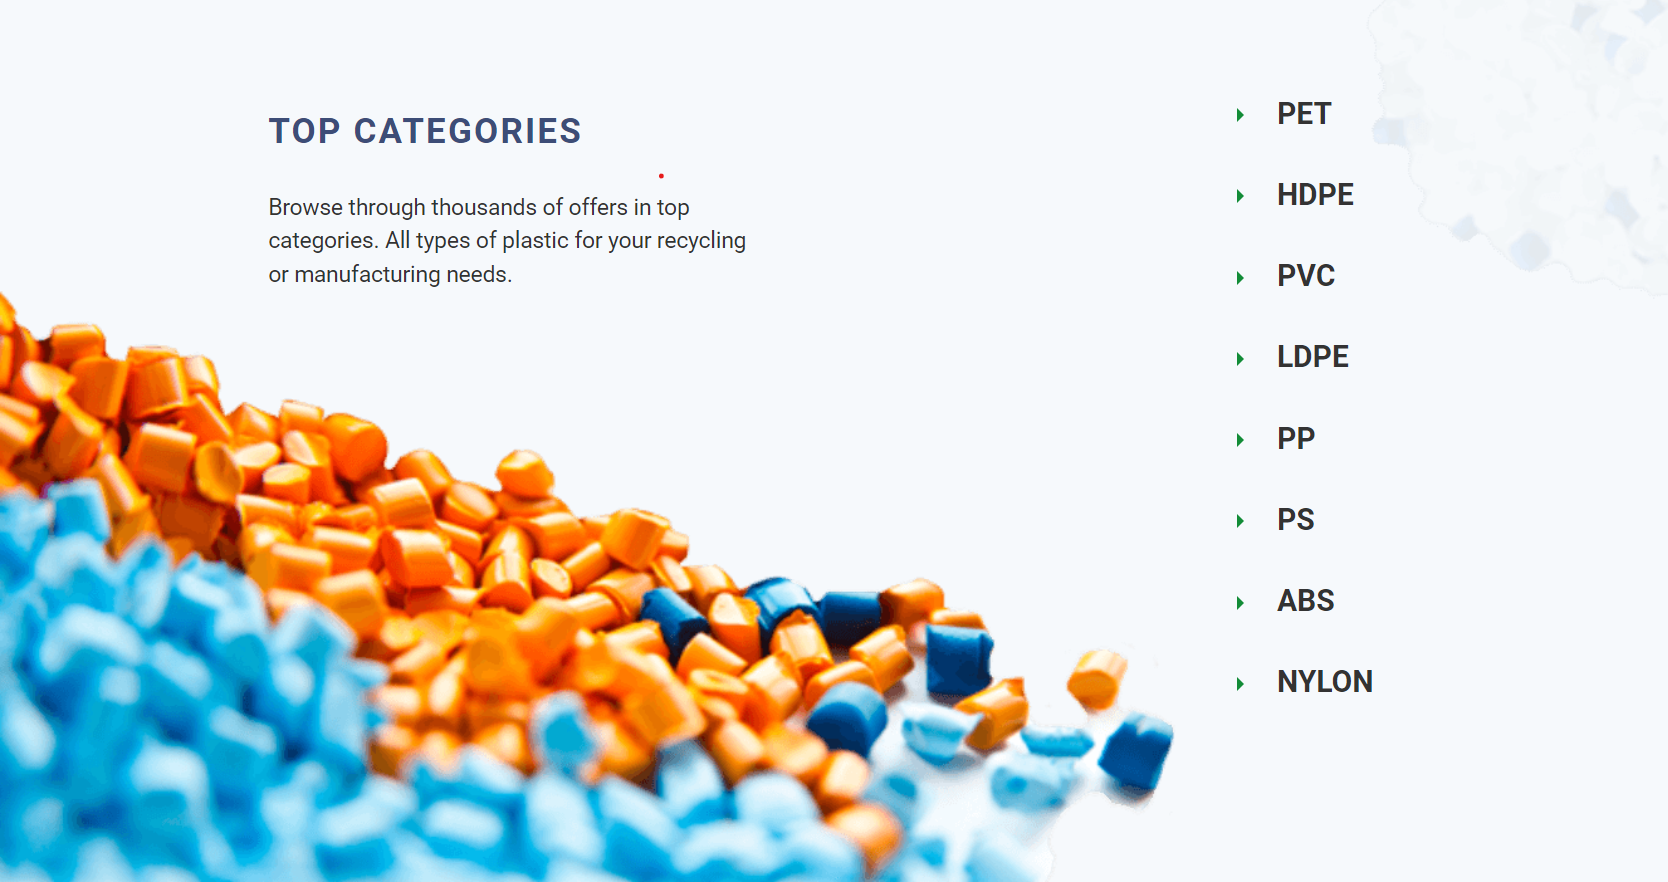 TOP CATEGORIES
Browse through thousands of offers in top
categories. All types of plastic for your recycling
or manufacturing needs.
PET
HDPE
PVC
LDPE
PP
PS
ABS
NYLON